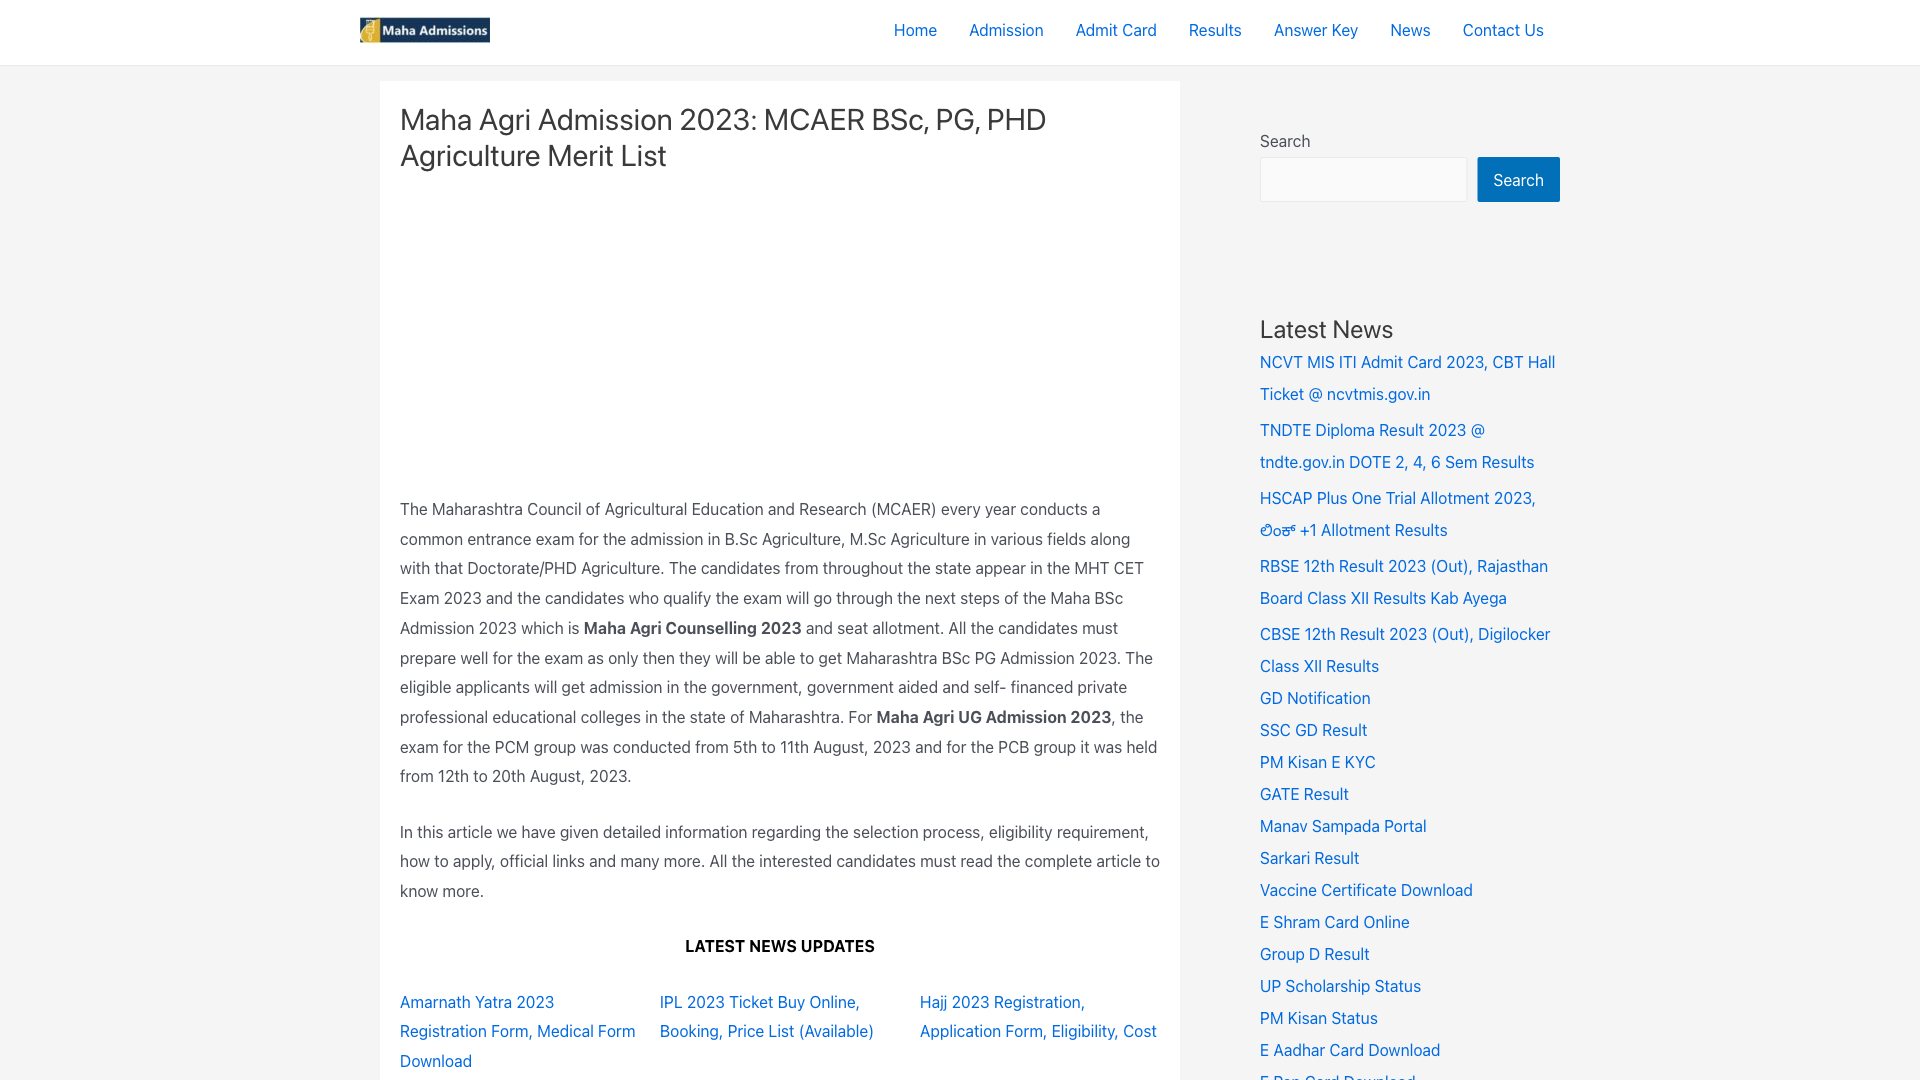 Maha Admissions
Home Admission Admit Card Results Answer Key News Contact Us
Maha Agri Admission 2023: MCAER BSc, PG, PHD
Agriculture Merit List
The Maharashtra Council of Agricultural Education and Research (MCAER) every year conducts a
common entrance exam for the admission in B.Sc Agriculture, M.Sc Agriculture in various fields along
with that Doctorate/PHD Agriculture. The candidates from throughout the state appear in the MHT CET
Exam 2023 and the candidates who qualify the exam will go through the next steps of the Maha BSc
Admission 2023 which is Maha Agri Counselling 2023 and seat allotment. All the candidates must
prepare well for the exam as only then they will be able to get Maharashtra BSc PG Admission 2023. The
eligible applicants will get admission in the government, government aided and self- financed private
professional educational colleges in the state of Maharashtra. For Maha Agri UG Admission 2023, the
exam for the PCM group was conducted from 5th to 11th August, 2023 and for the PCB group it was held
from 12th to 20th August, 2023.
In this article we have given detailed information regarding the selection process, eligibility requirement,
how to apply, official links and many more. All the interested candidates must read the complete article to
know more.
LATEST NEWS UPDATES
Amarnath Yatra 2023
Registration Form, Medical Form
Download
IPL 2023 Ticket Buy Online,
Booking, Price List (Available)
Hajj 2023 Registration,
Application Form, Eligibility, Cost
Search
Search
Latest News
NCVT MIS ITI Admit Card 2023, CBT Hall
Ticket @ ncvtmis.gov.in
TNDTE Diploma Result 2023 @
tndte.gov.in DOTE 2, 4, 6 Sem Results
HSCAP Plus One Trial Allotment 2023,
ಲಿಂಕ್ +1 Allotment Results
RBSE 12th Result 2023 (Out), Rajasthan
Board Class XII Results Kab Ayega
CBSE 12th Result 2023 (Out), Digilocker
Class XII Results
GD Notification
SSC GD Result
PM Kisan E KYC
GATE Result
Manav Sampada Portal
Sarkari Result
Vaccine Certificate Download
E Shram Card Online
Group D Result
UP Scholarship Status
PM Kisan Status
E Aadhar Card Download
E Pan Card Download